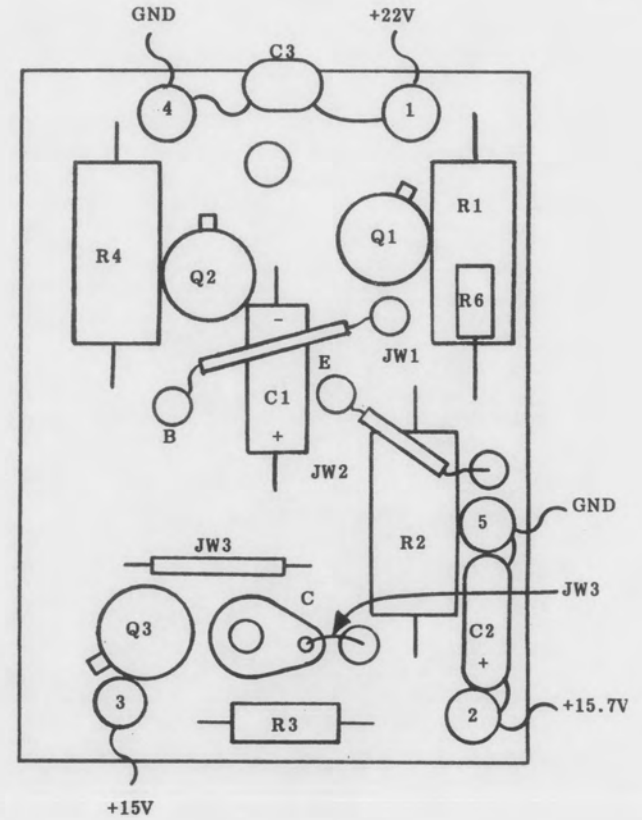 GND
+22V
C3
4
1
R1
R4
Q1
Q2
R6
-
JW1
E
C1
B
+
JW2
GND
5
R2
JW3
C
JW3
Q3
C2
+
3
R3
2
+15.7V
+15V